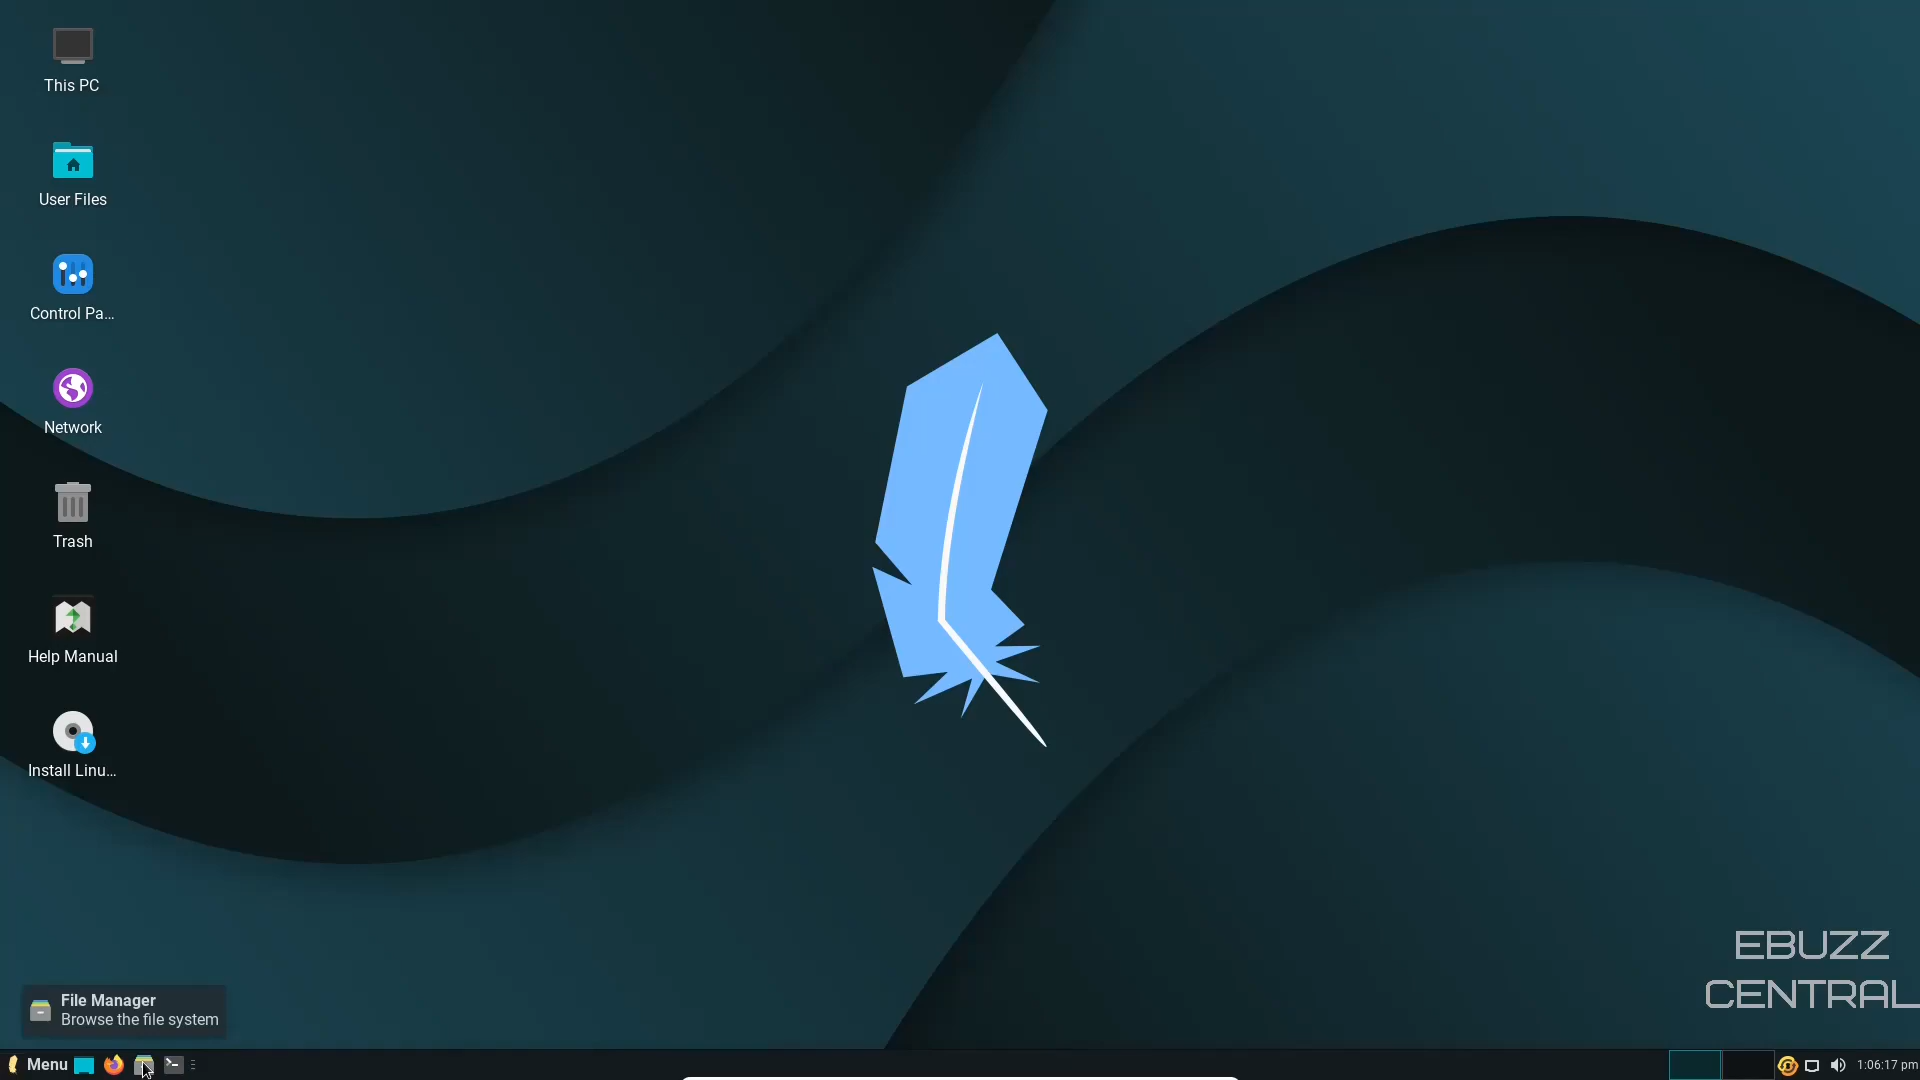 This PC
User Files
Control Pa...
Network
Trash
Help Manual
Install Linu...
EBUZZ
CENTRAL
File Manager
Browse the file system
Menu
1:06:17 pm